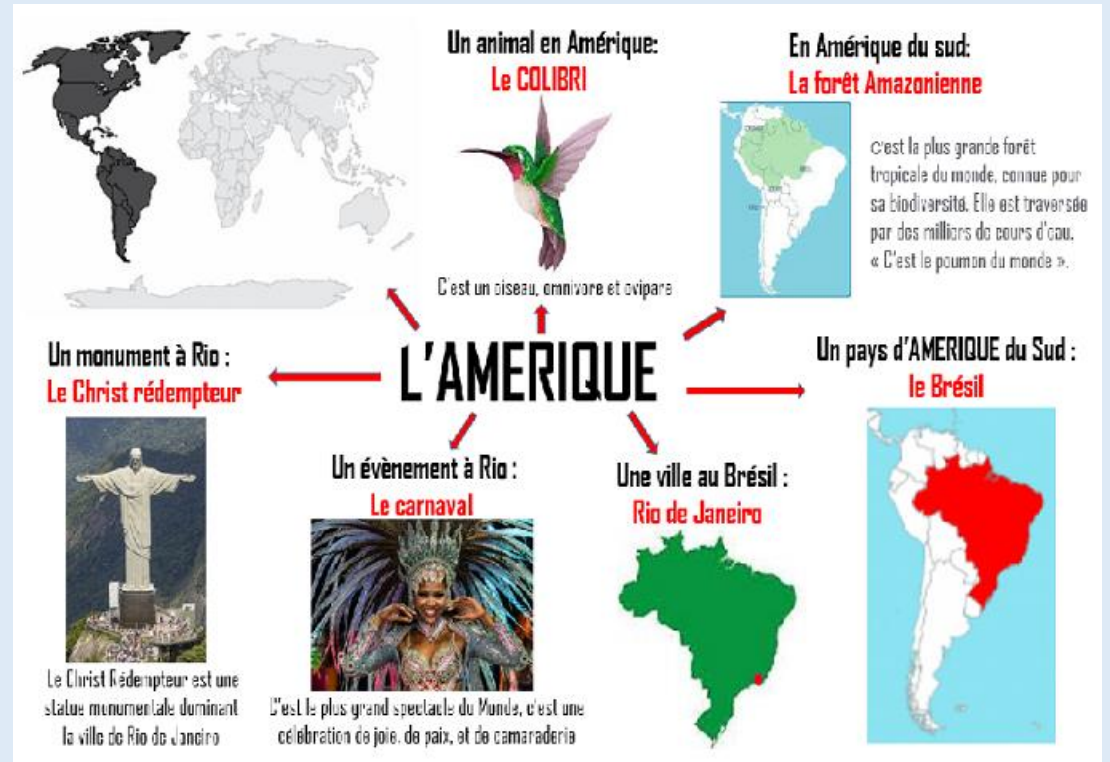 Un animal en Amérique:
Le COLIBRI
C'est un oiseau, omnivore et ovipare
En Amérique du sud:
La forêt Amazonienne
C'est la plus grande forêt
tropicale du monde, connue pour
sa biodiversité. Elle est traversée
par des milliers de cours d'eau.
« C'est le poumon du monde ».
L'AMERIQUE
Un monument à Rio :
Le Christ rédempteur
Le Christ Rédempteur est une
statue monumentale dominant
la ville de Rio de Janeiro
Un évènement à Rio :
Le carnaval
C'est le plus grand spectacle du Monde, c'est une
célébration de joie, de paix, et de camaraderie
Une ville au Brésil :
Rio de Janeiro
Un pays d'AMERIQUE du Sud :
le Brésil